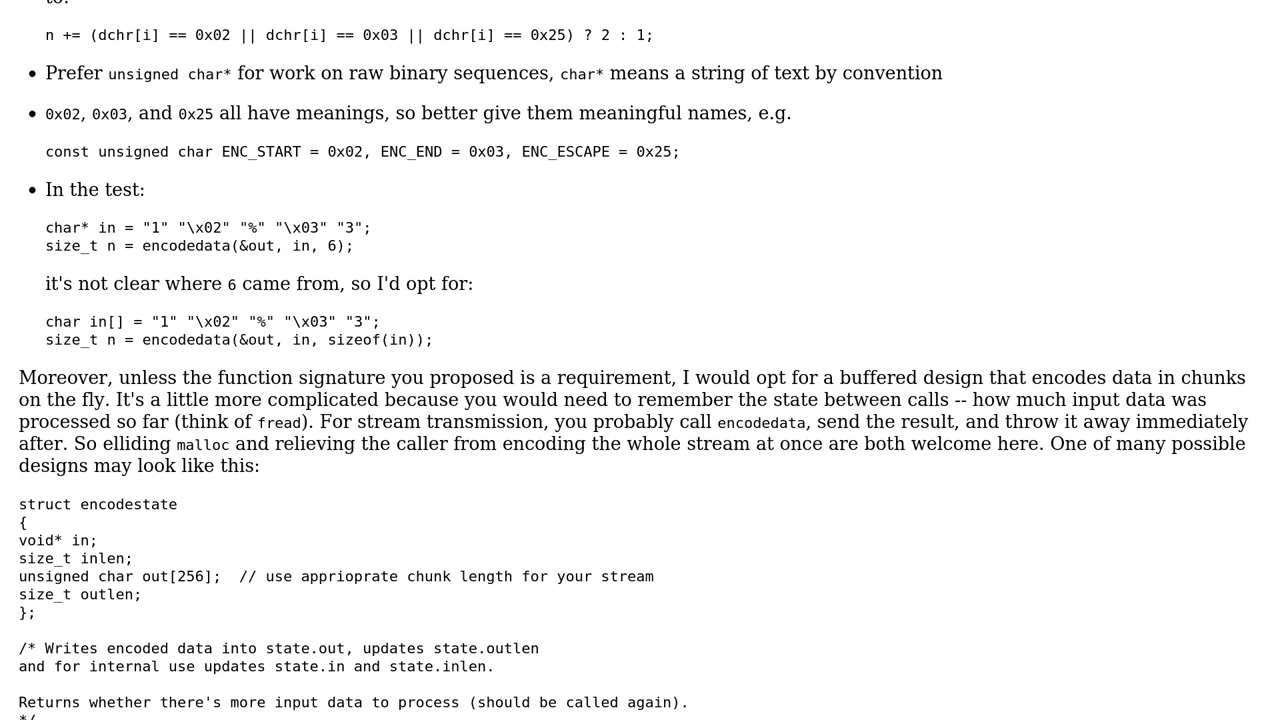 to:
n += (dchr[i] == 0x02 || dchr[i] == 0x03 || dchr[i] == 0x25) ? 2 : 1;
• Prefer unsigned char* for work on raw binary sequences, char* means a string of text by convention
• 0x02, 0x03, and 0x25 all have meanings, so better give them meaningful names, e.g.
const unsigned char ENC_START = 0x02, ENC_END = 0x03, ENC_ESCAPE = 0x25;
• In the test:
char* in = "1" "\x02" "%" "\x03" "3";
size_t n = encodedata(&out, in, 6);
it's not clear where 6 came from, so I'd opt for:
char in[] = "1" "\x02" "%" "\x03" "3";
size_t n = encodedata(&out, in, sizeof(in));
Moreover, unless the function signature you proposed is a requirement, I would opt for a buffered design that encodes data in chunks
on the fly. It's a little more complicated because you would need to remember the state between calls -- how much input data was
processed so far (think of fread). For stream transmission, you probably call encodedata, send the result, and throw it away immediately
after. So elliding malloc and relieving the caller from encoding the whole stream at once are both welcome here. One of many possible
designs may look like this:
struct encodestate
{
void* in;
size_t inlen;
unsigned char out[256];  // use apprioprate chunk length for your stream
size_t outlen;
};
/* Writes encoded data into state.out, updates state.outlen
and for internal use updates state.in and state.inlen.
Returns whether there's more input data to process (should be called again).
*/